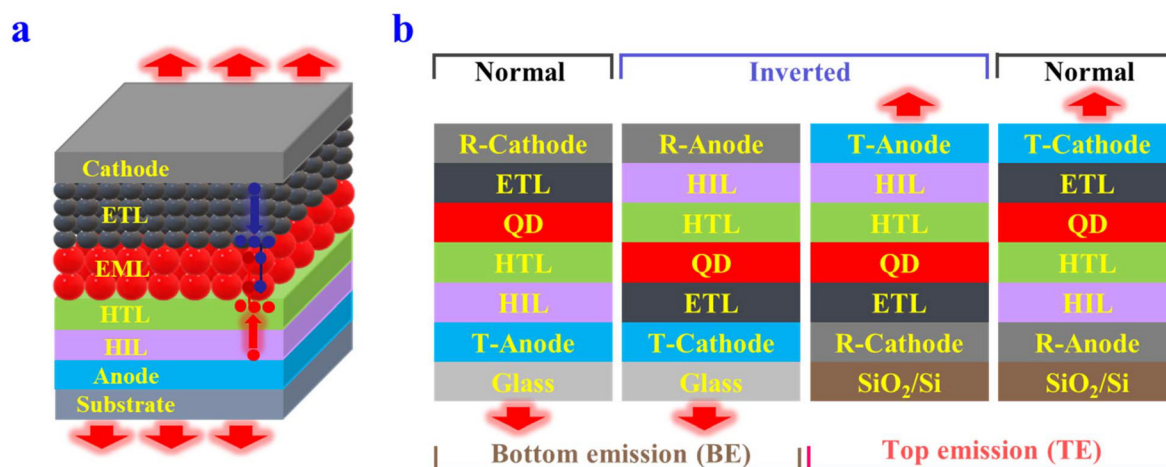 a
Cathode
ETL
EML
HTL
HIL
Anode
Substrate
b
Normal
Inverted
Normal
R-Cathode
ETL
QD
HTL
HIL
T-Anode
Glass
R-Anode
HIL
HTL
QD
ETL
T-Cathode
Glass
T-Anode
HIL
HTL
QD
ETL
R-Cathode
SiO₂/Si
T-Cathode
ETL
QD
HTL
HIL
R-Anode
SiO₂/Si
Bottom emission (BE)
Top emission (TE)